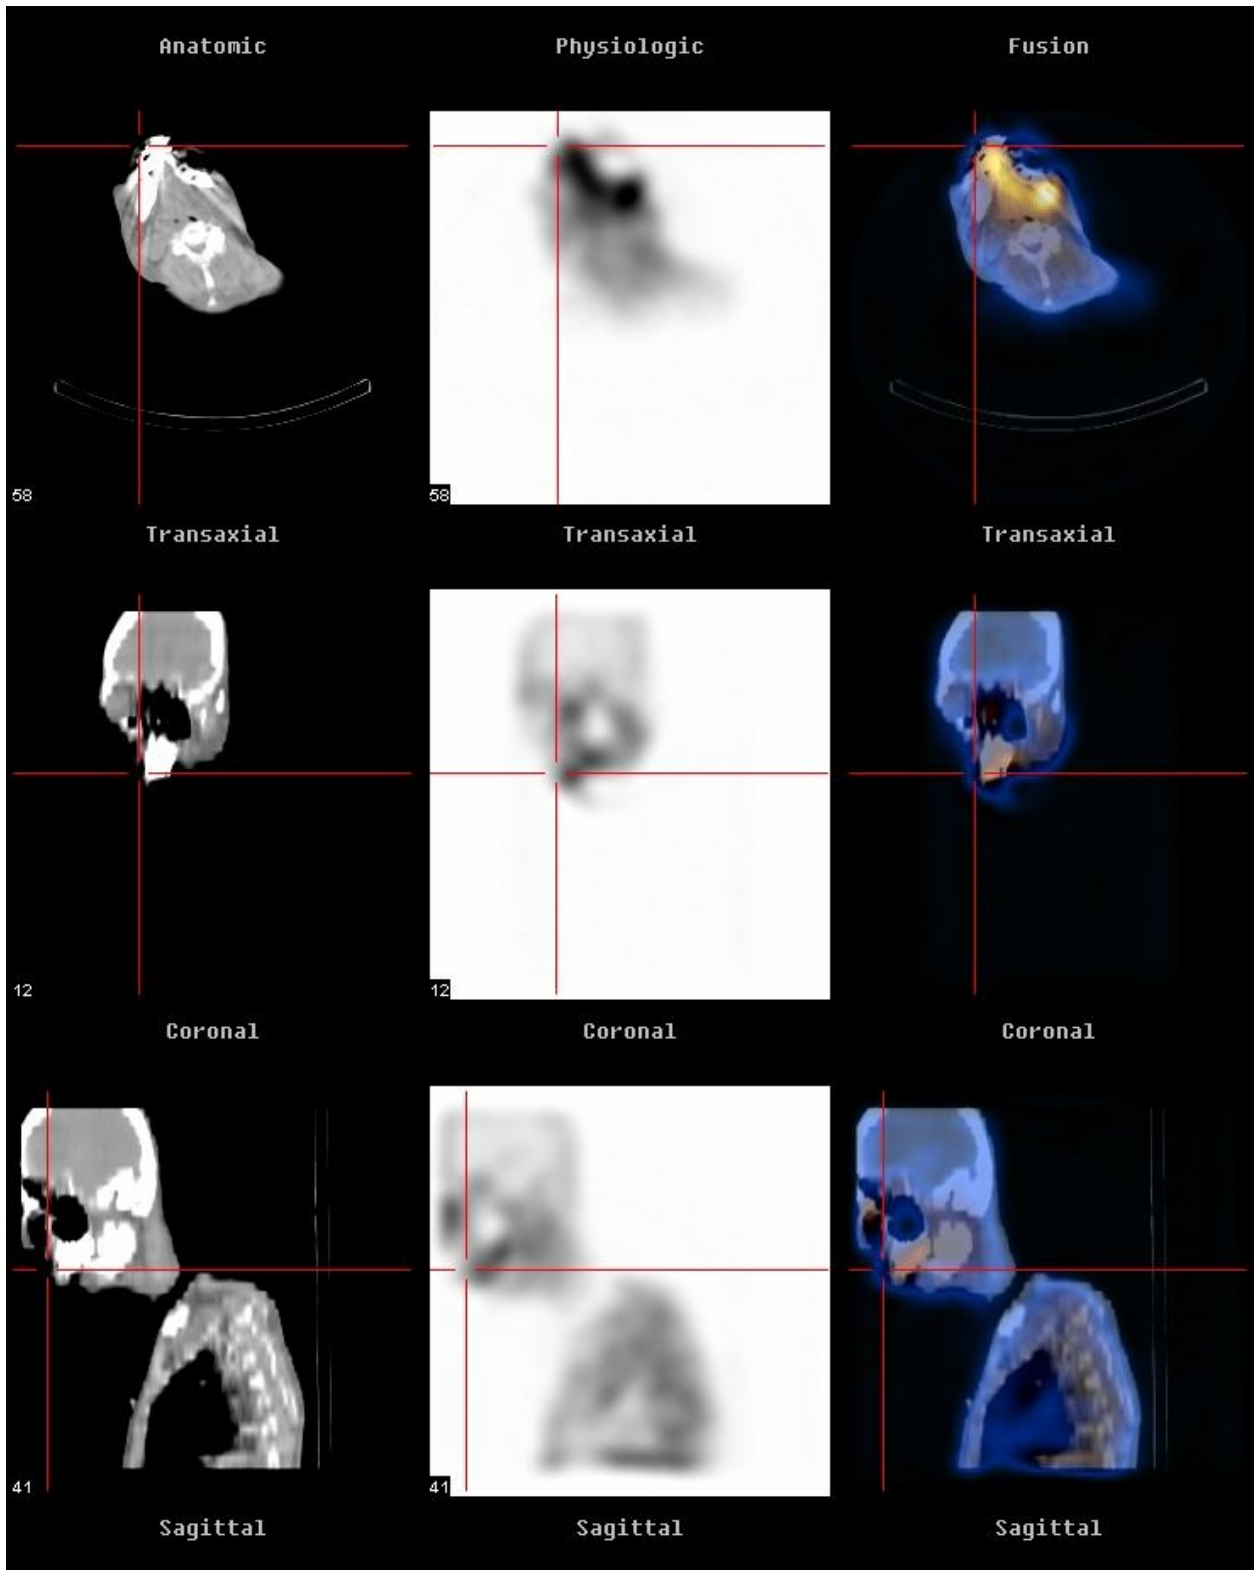 Anatomic Physiologic Fusion
58 58
Transaxial Transaxial Transaxial
12 12
Coronal Coronal Coronal
41 41
Sagittal Sagittal Sagittal